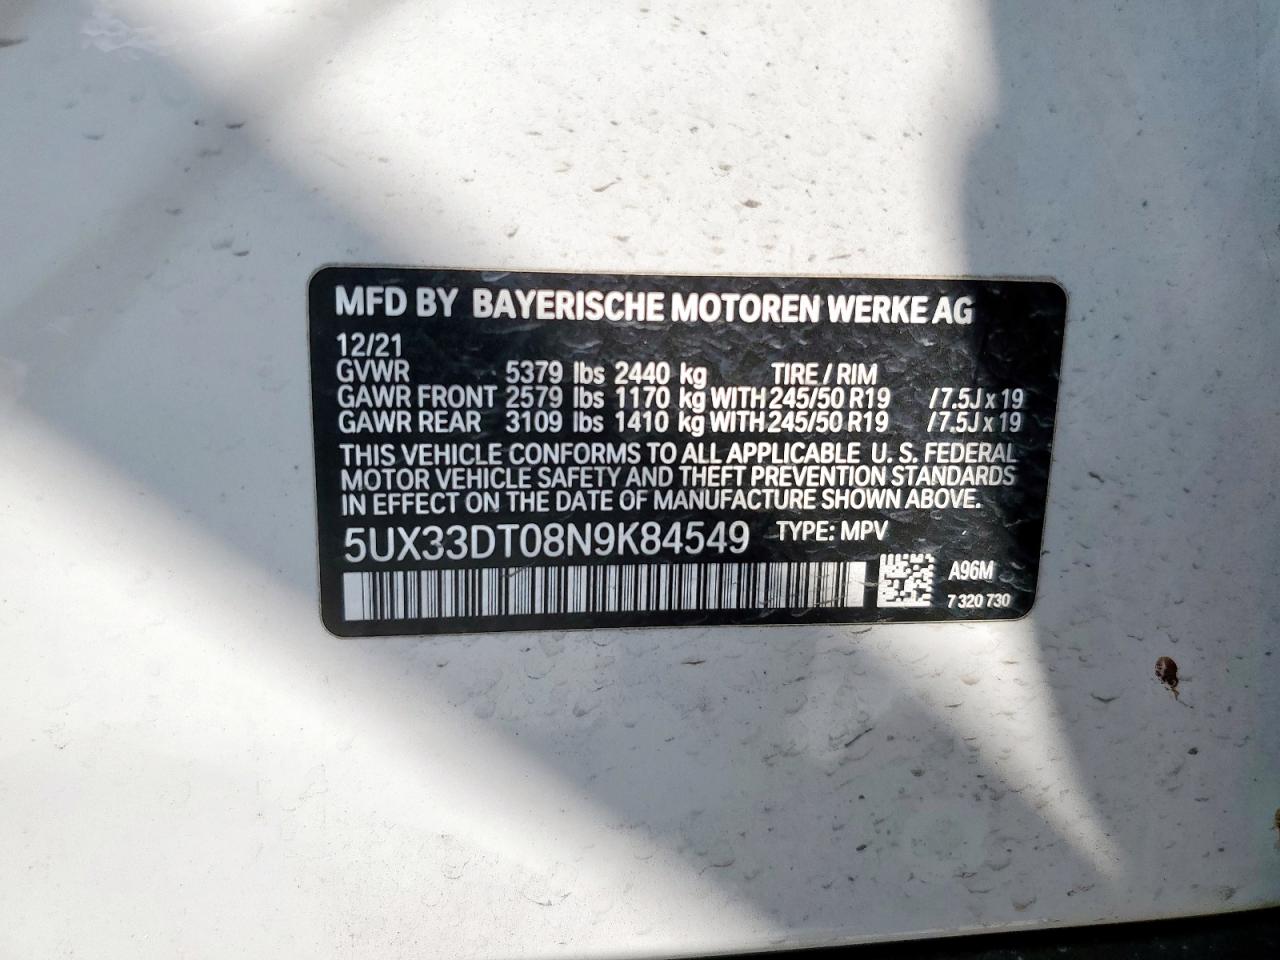 MFD BY BAYERISCHE MOTOREN WERKE AG
12/21
GVWR 5379 lbs 2440 kg TIRE / RIM
GAWR FRONT 2579 lbs 1170 kg WITH 245/50 R19 /7.5J x 19
GAWR REAR 3109 lbs 1410 kg WITH 245/50 R19 /7.5J x 19
THIS VEHICLE CONFORMS TO ALL APPLICABLE U. S. FEDERAL
MOTOR VEHICLE SAFETY AND THEFT PREVENTION STANDARDS
IN EFFECT ON THE DATE OF MANUFACTURE SHOWN ABOVE.
5UX33DT08N9K84549 TYPE: MPV
A96M
7 320 730